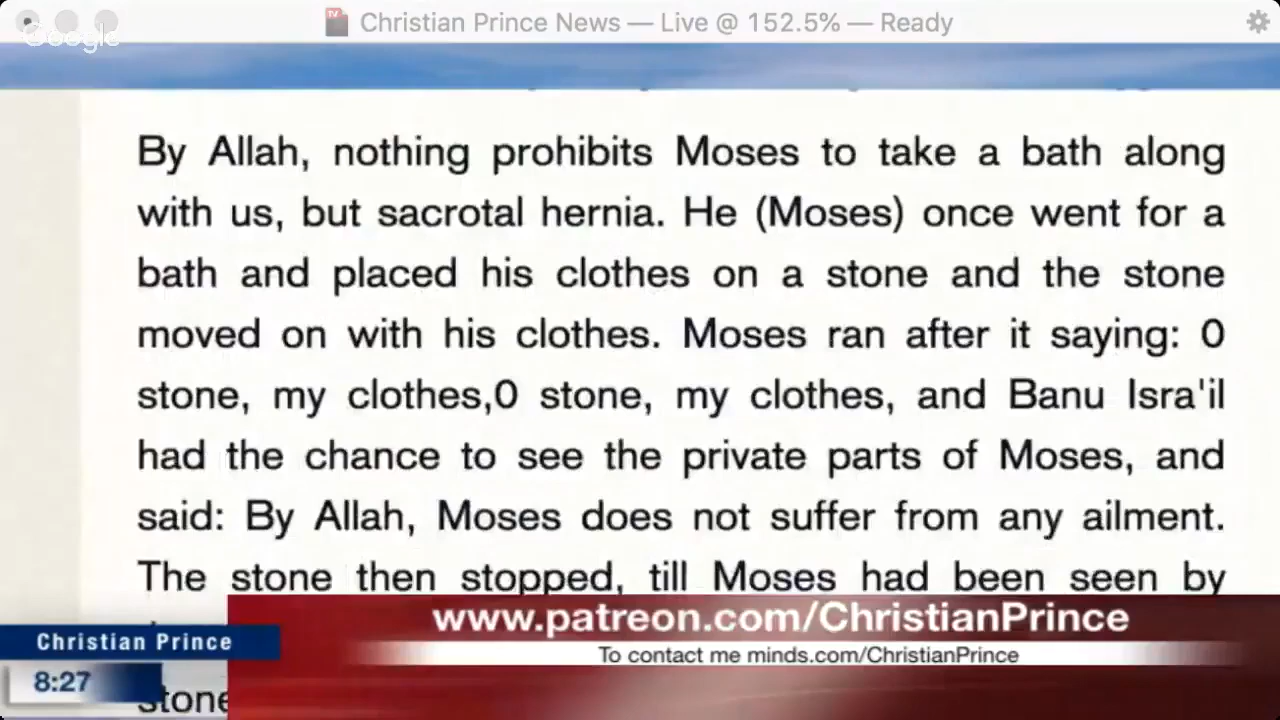 Christian Prince News — Live @ 152.5% — Ready
Google
By Allah, nothing prohibits Moses to take a bath along
with us, but sacrotal hernia. He (Moses) once went for a
bath and placed his clothes on a stone and the stone
moved on with his clothes. Moses ran after it saying: 0
stone, my clothes,0 stone, my clothes, and Banu Isra'il
had the chance to see the private parts of Moses, and
said: By Allah, Moses does not suffer from any ailment.
The stone then stopped, till Moses had been seen by
stone
www.patreon.com/ChristianPrince
To contact me minds.com/ChristianPrince
Christian Prince
8:27